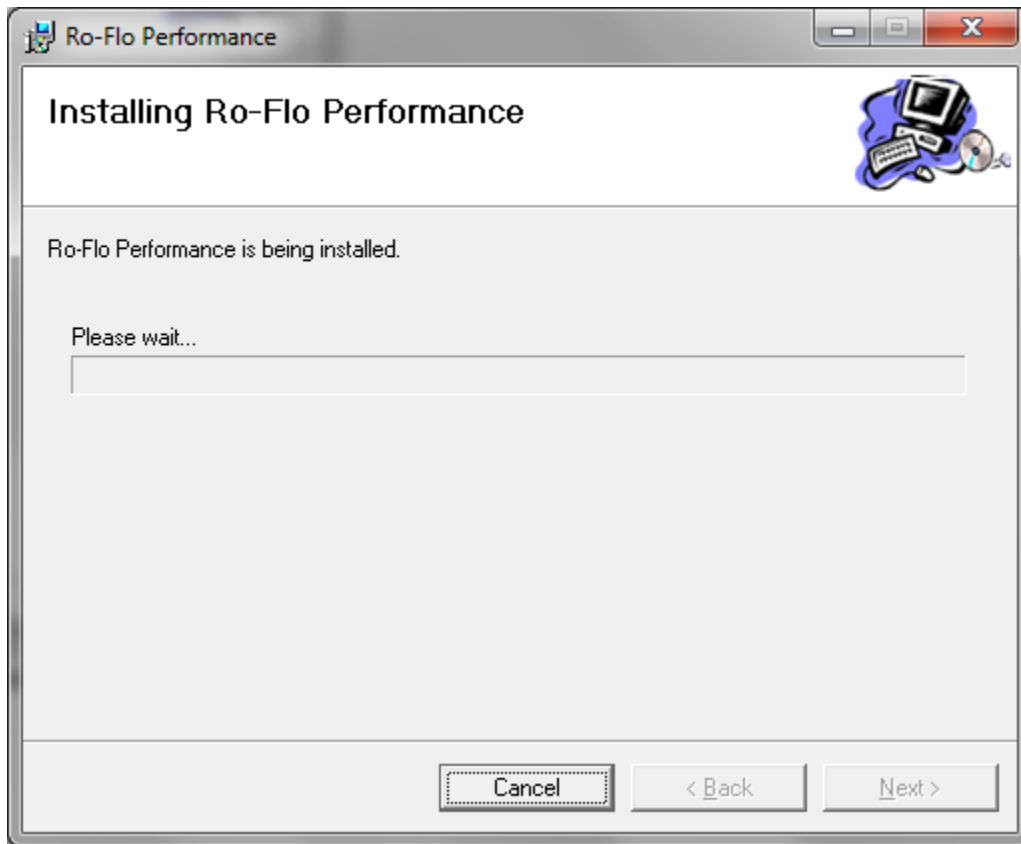 Ro-Flo Performance
Installing Ro-Flo Performance
Ro-Flo Performance is being installed.
Please wait...
Cancel
< Back
Next >